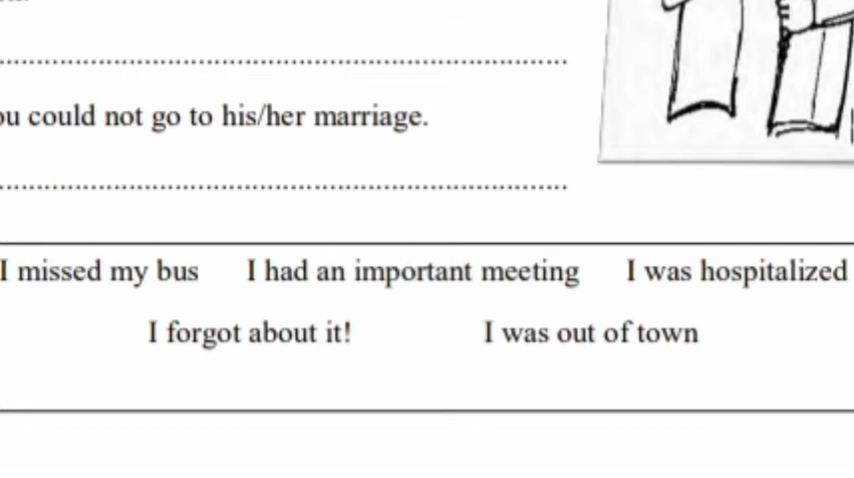 could not go to his/her marriage.
I missed my bus I had an important meeting I was hospitalized
I forgot about it! I was out of town